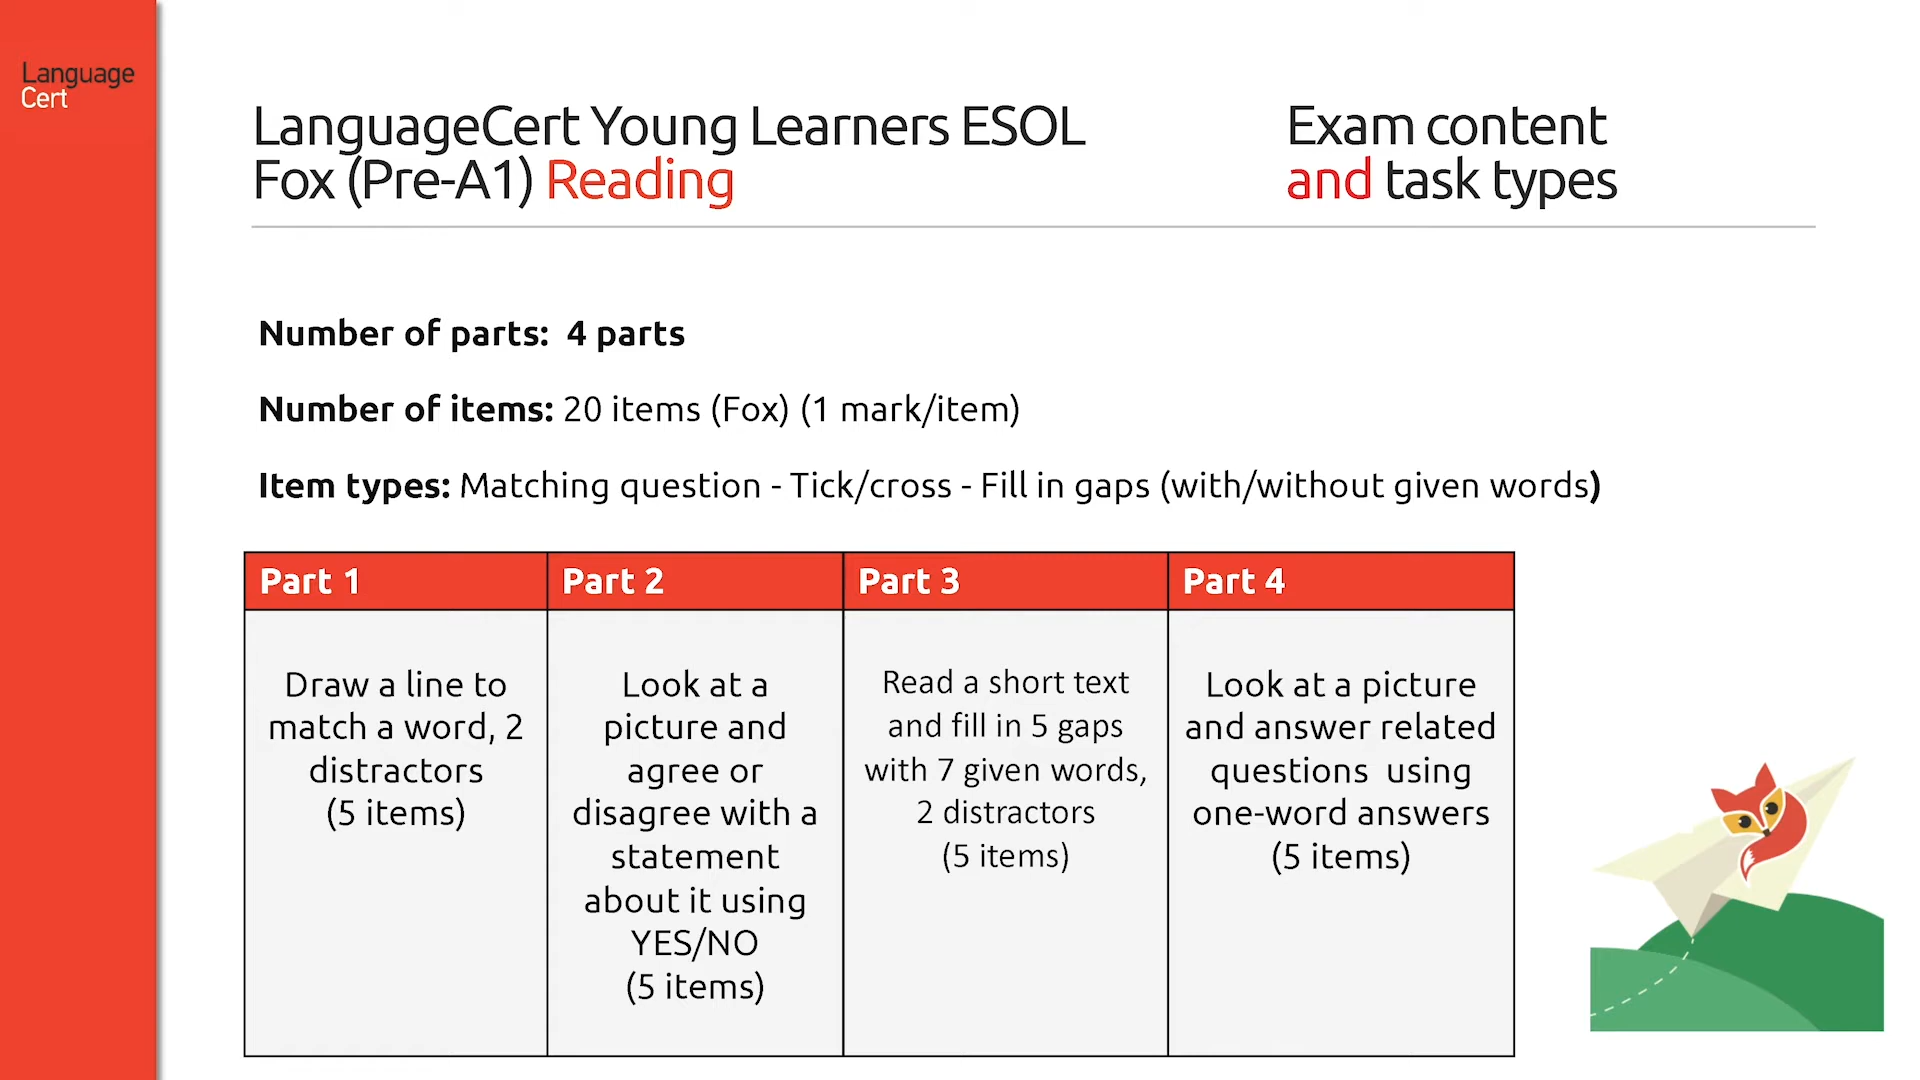 Language
Cert
LanguageCert Young Learners ESOL
Fox (Pre-A1) Reading
Exam content
and task types
Number of parts:  4 parts
Number of items: 20 items (Fox) (1 mark/item)
Item types: Matching question - Tick/cross - Fill in gaps (with/without given words)
Part 1
Part 2
Part 3
Part 4
Draw a line to
match a word, 2
distractors
(5 items)
Look at a
picture and
agree or
disagree with a
statement
about it using
YES/NO
(5 items)
Read a short text
and fill in 5 gaps
with 7 given words,
2 distractors
(5 items)
Look at a picture
and answer related
questions  using
one-word answers
(5 items)